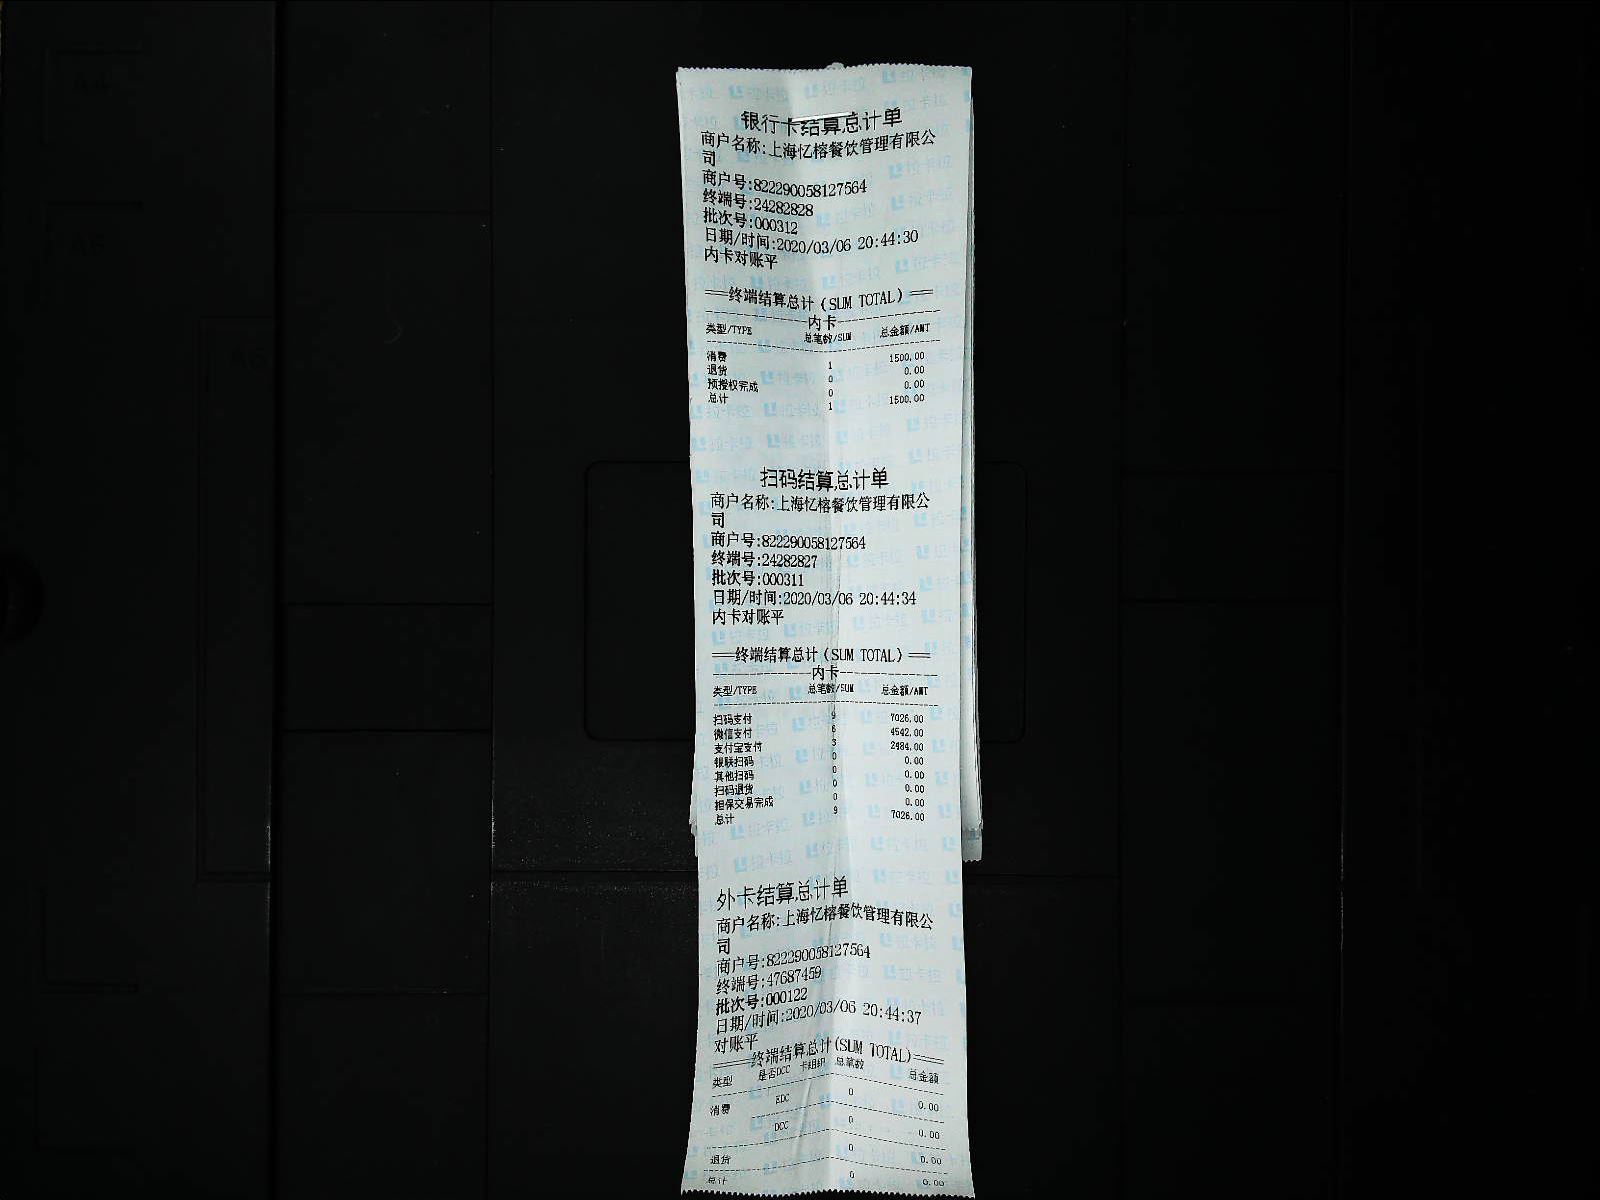 银行卡结算总计单
商户名称:上海忆榕餐饮管理有限公
司
商户号:822290058127564
终端号:24282828
批次号:000312
日期/时间:2020/03/06 20:44:30
内卡对账平
===终端结算总计(SUM TOTAL)===
内卡
类型/TYPE 总笔数/SUM 总金额/AMT
消费 1 1500.00
退货 0 0.00
预授权完成 0 0.00
总计 1 1500.00
扫码结算总计单
商户名称:上海忆榕餐饮管理有限公
司
商户号:822290058127564
终端号:24282827
批次号:000311
日期/时间:2020/03/06 20:44:34
内卡对账平
===终端结算总计(SUM TOTAL)===
内卡
类型/TYPE 总笔数/SUM 总金额/AMT
扫码支付 9 7026.00
微信支付 6 4542.00
支付宝支付 3 2484.00
银联扫码 0 0.00
其他扫码 0 0.00
扫码退货 0 0.00
担保交易完成 0 0.00
总计 9 7026.00
外卡结算总计单
商户名称:上海忆榕餐饮管理有限公
司
商户号:822290058127564
终端号:47687459
批次号:000122
日期/时间:2020/03/06 20:44:37
对账平
====终端结算总计(SUM TOTAL)====
类型 是否DCC 卡组织 总笔数 总金额
消费 EDC 0 0.00
DCC 0 0.00
退货 0 0.00
总计 0 0.00